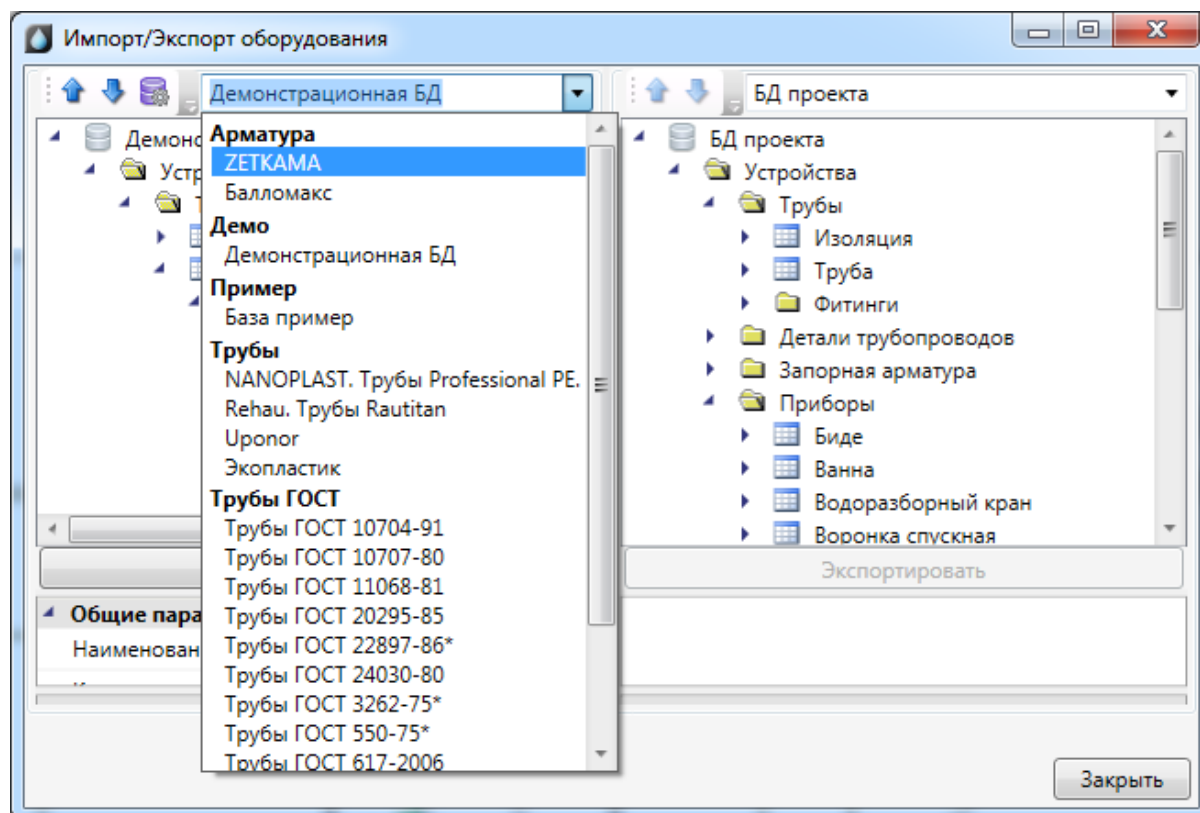 Импорт/Экспорт оборудования
Демонстрационная БД
Демонс
Устр
Арматура
ZETKAMA
Балломакс
Демо
Демонстрационная БД
Пример
База пример
Трубы
NANOPLAST. Трубы Professional PE.
Rehau. Трубы Rautitan
Uponor
Экопластик
Трубы ГОСТ
Трубы ГОСТ 10704-91
Трубы ГОСТ 10707-80
Трубы ГОСТ 11068-81
Трубы ГОСТ 20295-85
Трубы ГОСТ 22897-86*
Трубы ГОСТ 24030-80
Трубы ГОСТ 3262-75*
Трубы ГОСТ 550-75*
Трубы ГОСТ 617-2006
Общие пара
Наименован
БД проекта
БД проекта
Устройства
Трубы
Изоляция
Труба
Фитинги
Детали трубопроводов
Запорная арматура
Приборы
Биде
Ванна
Водоразборный кран
Воронка спускная
Экспортировать
Закрыть